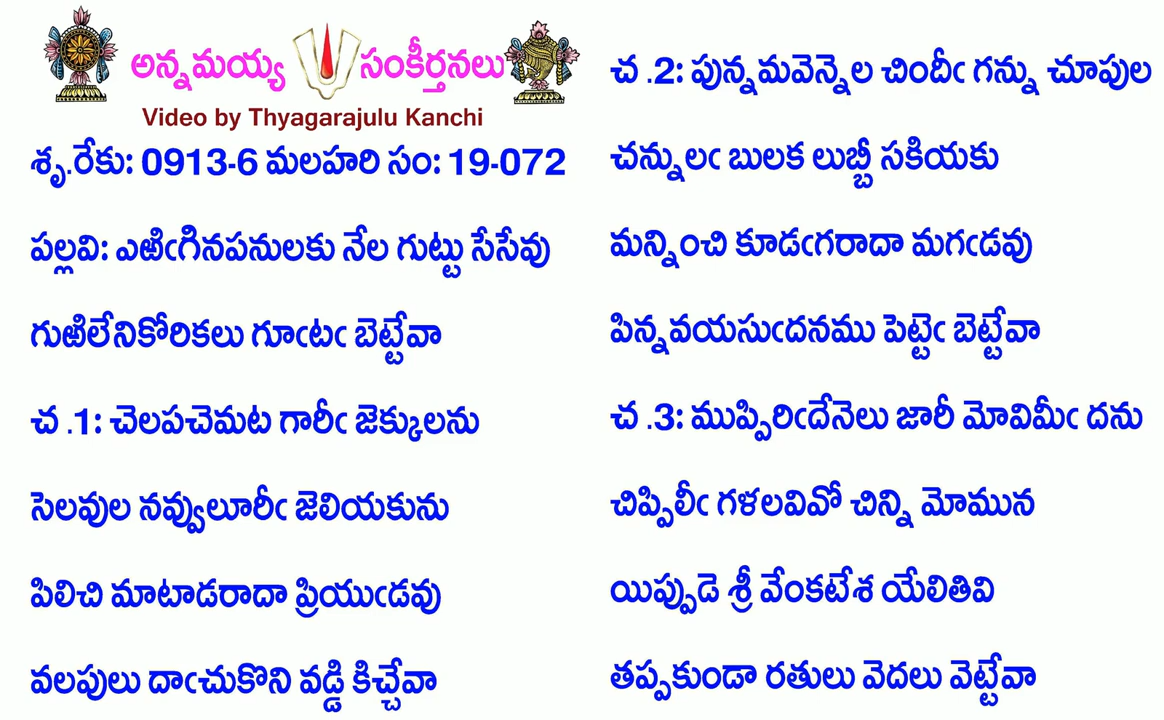 అన్నమయ్య సంకీర్తనలు
Video by Thyagarajulu Kanchi
శృ.రేకు: 0913-6 మలహరి సం: 19-072
పల్లవి: ఎఱిఁగినపనులకు నేల గుట్టు సేసేవు
గుఱిలేనికోరికలు గూఁటఁ బెట్టేవా
చ .1: చెలపచెమట గారీఁ జెక్కులను
సెలవుల నవ్వులూరీఁ జెలియకును
పిలిచి మాటాడరాదా ప్రియుఁడవు
వలపులు దాఁచుకొని వడ్డి కిచ్చేవా
చ .2: పున్నమవెన్నెల చిందీఁ గన్ను చూపుల
చన్నులఁ బులక లుబ్బీ సకియకు
మన్నించి కూడఁగరాదా మగఁడవు
పిన్నవయసుఁదనము పెట్టెఁ బెట్టేవా
చ .3: ముప్పిరిఁదేనెలు జారీ మోవిమీఁ దను
చిప్పిలీఁ గళలవివో చిన్ని మోమున
యిప్పుడె శ్రీ వేంకటేశ యేలితివి
తప్పకుండా రతులు వెదలు వెట్టేవా